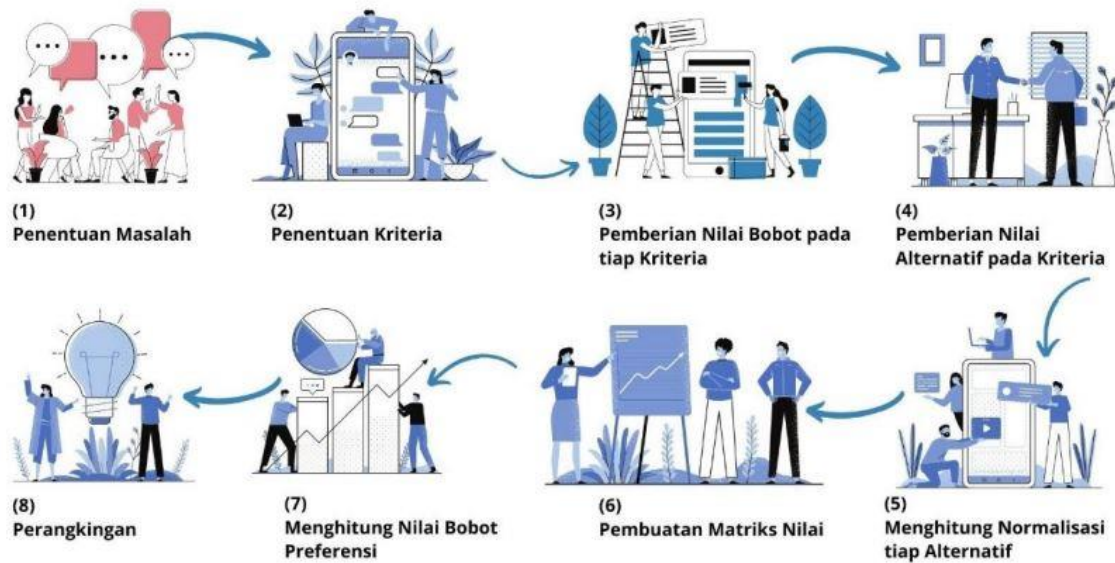 (1)
Penentuan Masalah
(2)
Penentuan Kriteria
(3)
Pemberian Nilai Bobot pada
tiap Kriteria
(4)
Pemberian Nilai
Alternatif pada Kriteria
(5)
Menghitung Normalisasi
tiap Alternatif
(6)
Pembuatan Matriks Nilai
(7)
Menghitung Nilai Bobot
Preferensi
(8)
Perangkingan